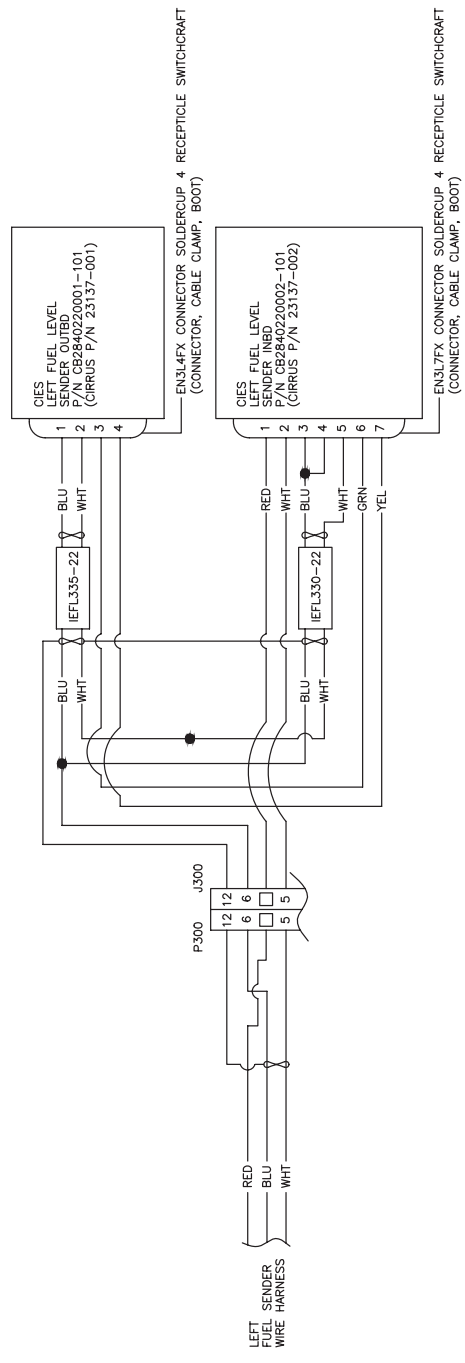 CIES
LEFT FUEL LEVEL
SENDER OUTBD
P/N CB2840220001-101
(CIRRUS P/N 23137-001)
1
2
3
4
EN3L4FX CONNECTOR SOLDERCUP 4 RECEPTICLE SWITCHCRAFT
(CONNECTOR, CABLE CLAMP, BOOT)
BLU
WHT
IEFL335-22
BLU
WHT
CIES
LEFT FUEL LEVEL
SENDER INBD
P/N CB2840220002-101
(CIRRUS P/N 23137-002)
1
2
3
4
5
6
7
EN3L7FX CONNECTOR SOLDERCUP 4 RECEPTICLE SWITCHCRAFT
(CONNECTOR, CABLE CLAMP, BOOT)
RED
WHT
BLU
WHT
GRN
YEL
IEFL330-22
BLU
WHT
P300
J300
12
12
6
6
5
5
RED
BLU
WHT
LEFT
FUEL SENDER
WIRE HARNESS